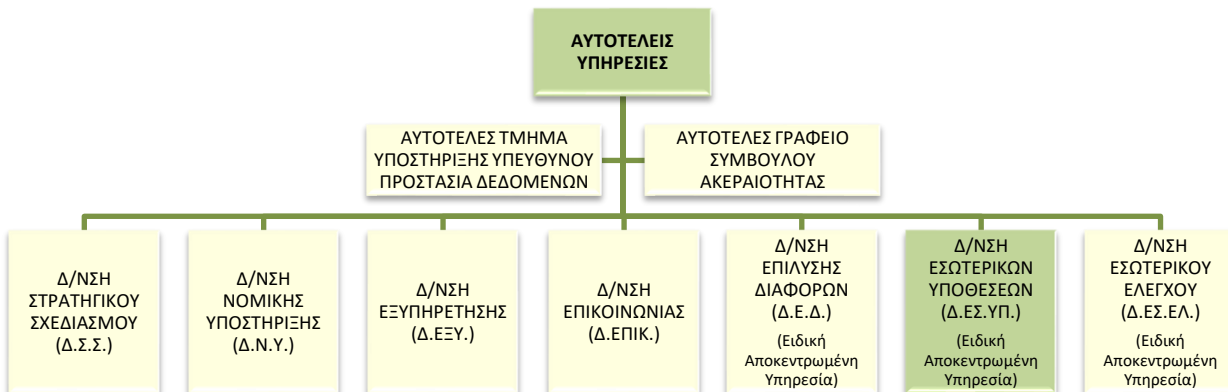 ΑΥΤΟΤΕΛΕΙΣ
ΥΠΗΡΕΣΙΕΣ
ΑΥΤΟΤΕΛΕΣ ΤΜΗΜΑ
ΥΠΟΣΤΗΡΙΞΗΣ ΥΠΕΥΘΥΝΟΥ
ΠΡΟΣΤΑΣΙΑ ΔΕΔΟΜΕΝΩΝ
ΑΥΤΟΤΕΛΕΣ ΓΡΑΦΕΙΟ
ΣΥΜΒΟΥΛΟΥ
ΑΚΕΡΑΙΟΤΗΤΑΣ
Δ/ΝΣΗ
ΣΤΡΑΤΗΓΙΚΟΥ
ΣΧΕΔΙΑΣΜΟΥ
(Δ.Σ.Σ.)
Δ/ΝΣΗ
ΝΟΜΙΚΗΣ
ΥΠΟΣΤΗΡΙΞΗΣ
(Δ.Ν.Υ.)
Δ/ΝΣΗ
ΕΞΥΠΗΡΕΤΗΣΗΣ
(Δ.ΕΞΥ.)
Δ/ΝΣΗ
ΕΠΙΚΟΙΝΩΝΙΑΣ
(Δ.ΕΠΙΚ.)
Δ/ΝΣΗ
ΕΠΙΛΥΣΗΣ
ΔΙΑΦΟΡΩΝ
(Δ.Ε.Δ.)
(Ειδική
Αποκεντρωμένη
Υπηρεσία)
Δ/ΝΣΗ
ΕΣΩΤΕΡΙΚΩΝ
ΥΠΟΘΕΣΕΩΝ
(Δ.ΕΣ.ΥΠ.)
(Ειδική
Αποκεντρωμένη
Υπηρεσία)
Δ/ΝΣΗ
ΕΣΩΤΕΡΙΚΟΥ
ΕΛΕΓΧΟΥ
(Δ.ΕΣ.ΕΛ.)
(Ειδική
Αποκεντρωμένη
Υπηρεσία)